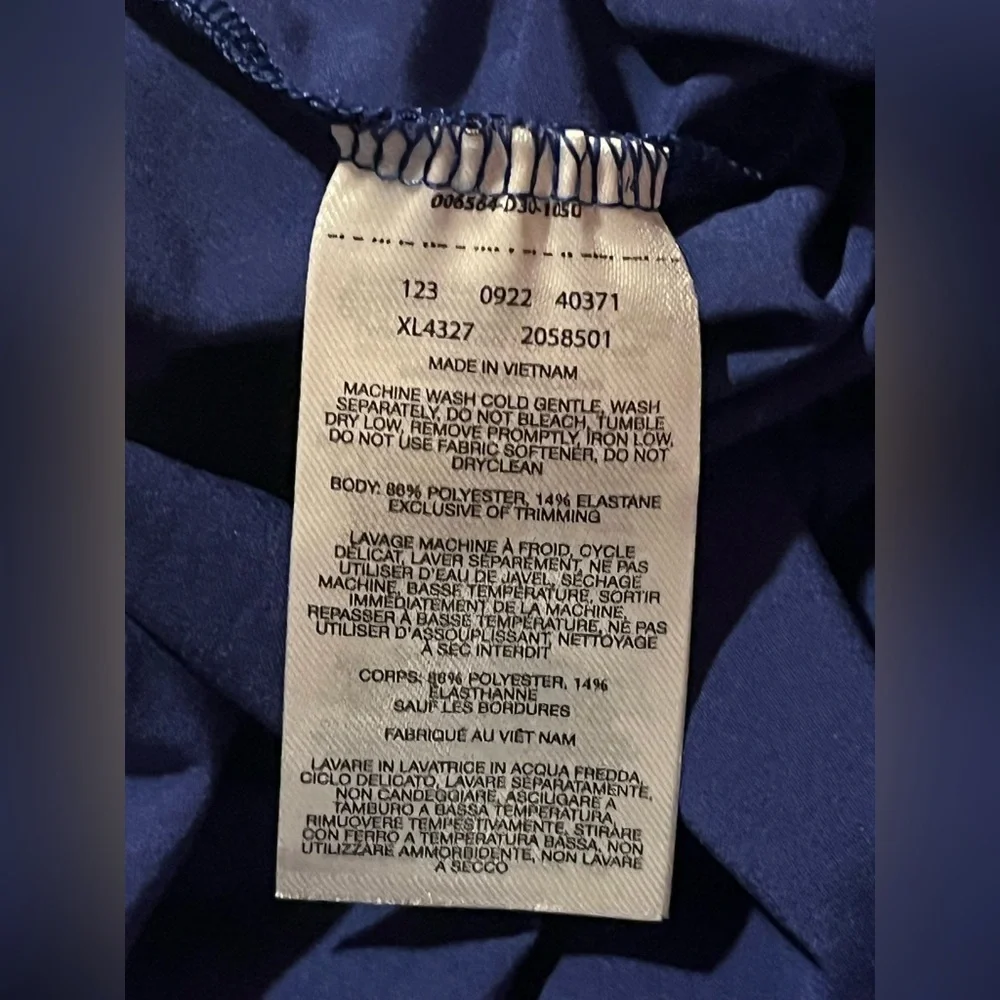 006564-D30-1050
123 0922 40371
XL4327 2058501
MADE IN VIETNAM
MACHINE WASH COLD GENTLE, WASH
SEPARATELY, DO NOT BLEACH, TUMBLE
DRY LOW, REMOVE PROMPTLY, IRON LOW,
DO NOT USE FABRIC SOFTENER, DO NOT
DRYCLEAN
BODY: 86% POLYESTER, 14% ELASTANE
EXCLUSIVE OF TRIMMING
LAVAGE MACHINE À FROID, CYCLE
DÉLICAT, LAVER SÉPARÉMENT, NE PAS
UTILISER D'EAU DE JAVEL, SÉCHAGE
MACHINE, BASSE TEMPÉRATURE, SORTIR
IMMÉDIATEMENT DE LA MACHINE,
REPASSER À BASSE TEMPÉRATURE, NE PAS
UTILISER D'ASSOUPLISSANT, NETTOYAGE
À SEC INTERDIT
CORPS: 86% POLYESTER, 14%
ÉLASTHANNE
SAUF LES BORDURES
FABRIQUÉ AU VIÊT NAM
LAVARE IN LAVATRICE IN ACQUA FREDDA,
CICLO DELICATO, LAVARE SEPARATAMENTE,
NON CANDEGGIARE, ASCIUGARE A
TAMBURO A BASSA TEMPERATURA,
RIMUOVERE TEMPESTIVAMENTE, STIRARE
CON FERRO A TEMPERATURA BASSA, NON
UTILIZZARE AMMORBIDENTE, NON LAVARE
A SECCO